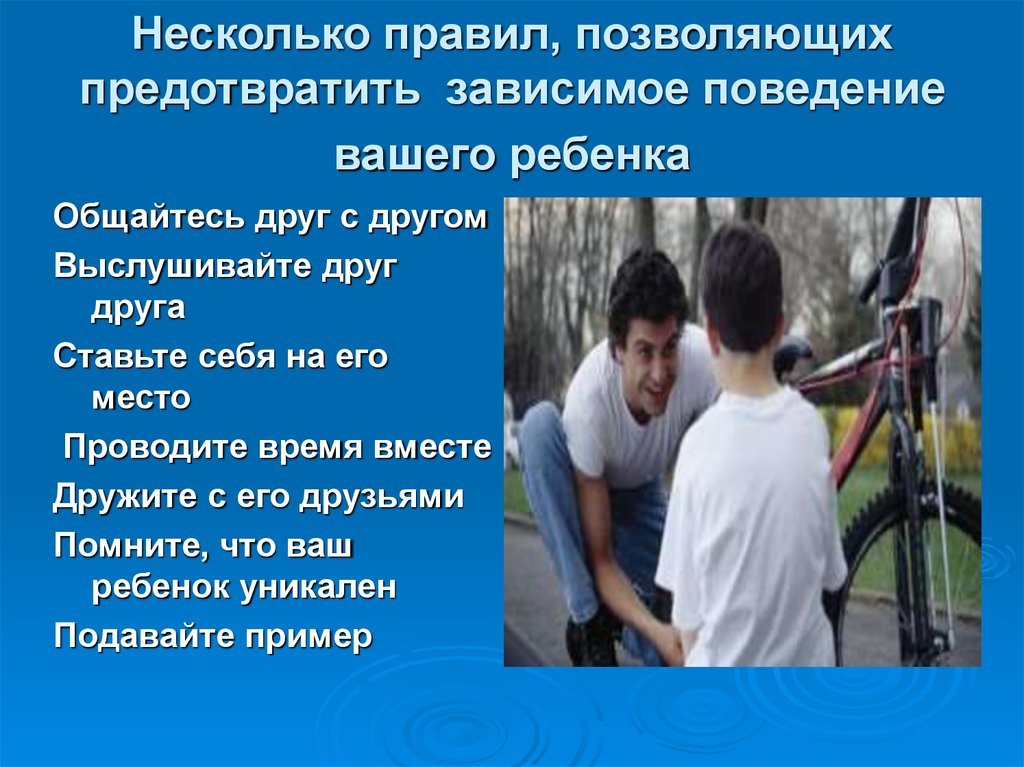 Несколько правил, позволяющих
предотвратить зависимое поведение
вашего ребенка
Общайтесь друг с другом
Выслушивайте друг
друга
Ставьте себя на его
место
Проводите время вместе
Дружите с его друзьями
Помните, что ваш
ребенок уникален
Подавайте пример